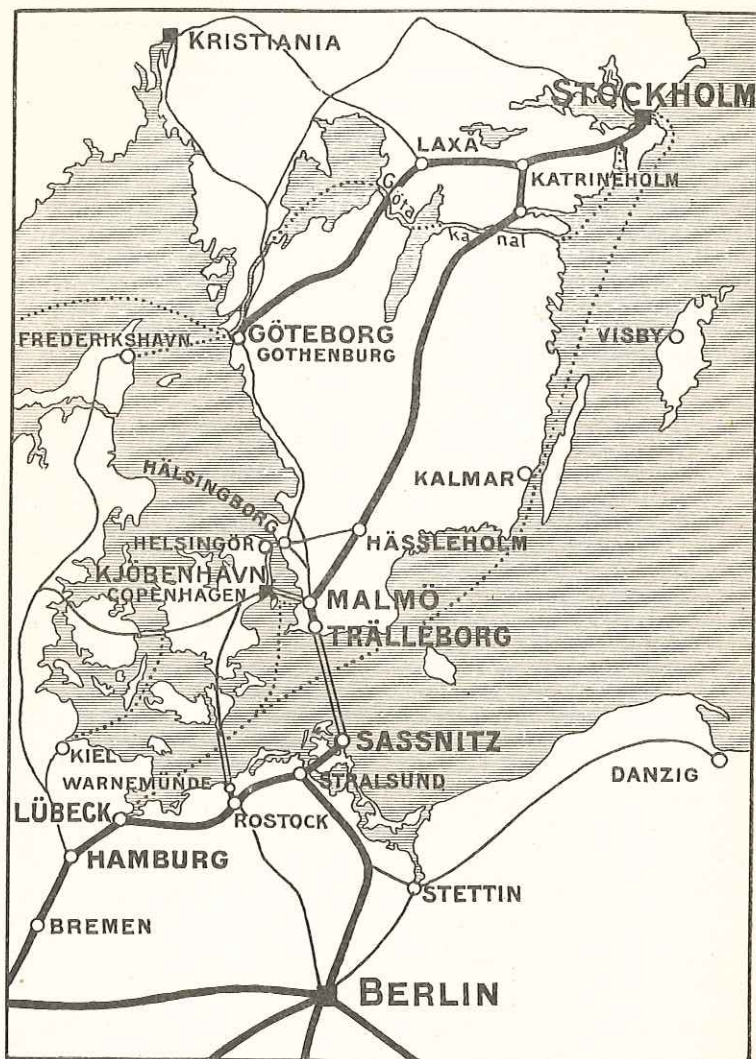 KRISTIANIA
STOCKHOLM
LAXÅ
KATRINEHOLM
Göta
kanal
GÖTEBORG
GOTHENBURG
FREDERIKSHAVN
VISBY
KALMAR
HÄLSINGBORG
HELSINGÖR
HÄSSLEHOLM
KJÖBENHAVN
COPENHAGEN
MALMÖ
TRÄLLEBORG
SASSNITZ
KIEL
DANZIG
WARNEMÜNDE
STRALSUND
LÜBECK
ROSTOCK
HAMBURG
STETTIN
BREMEN
BERLIN